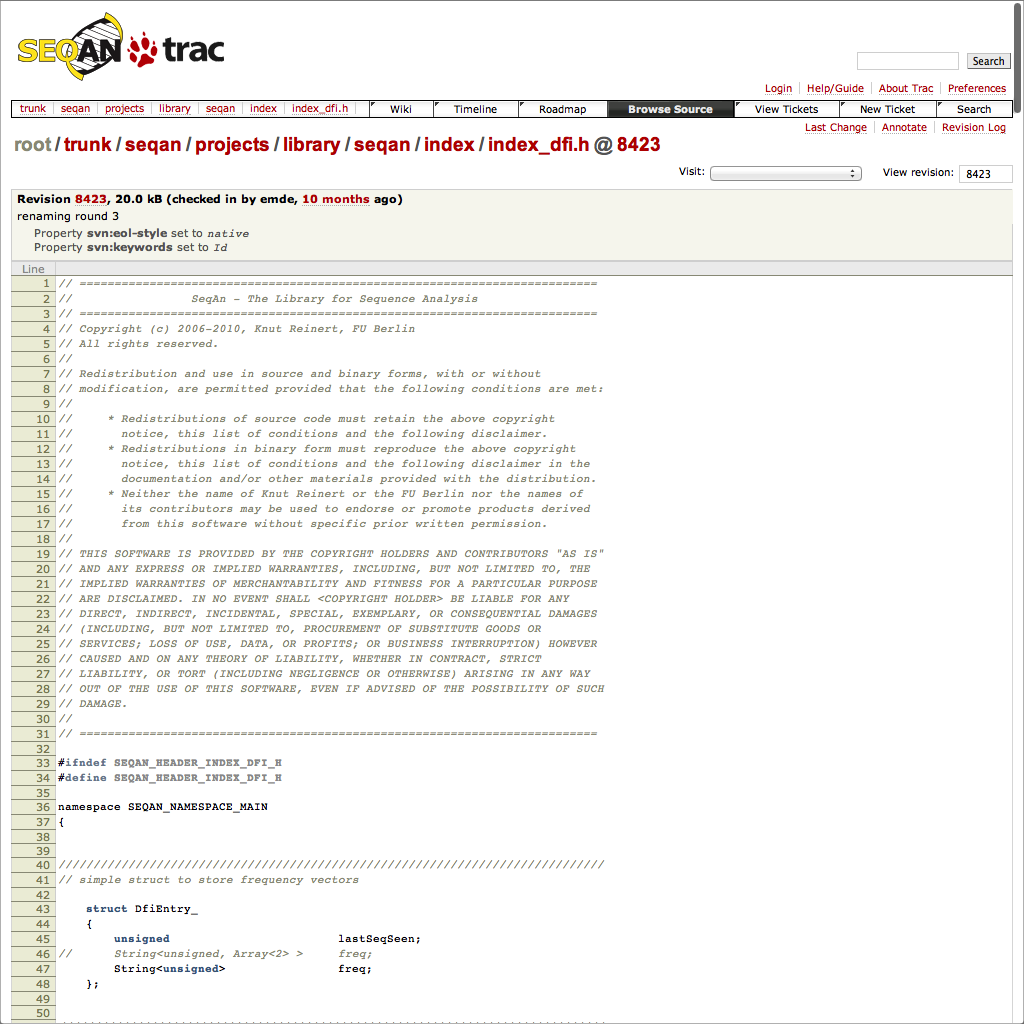 SEQAN trac
Search
Login Help/Guide About Trac Preferences
trunk seqan projects library seqan index index_dfi.h Wiki Timeline Roadmap Browse Source View Tickets New Ticket Search
Last Change Annotate Revision Log
root / trunk / seqan / projects / library / seqan / index / index_dfi.h @ 8423
Visit: View revision: 8423
Revision 8423, 20.0 kB (checked in by emde, 10 months ago)
renaming round 3
Property svn:eol-style set to native
Property svn:keywords set to Id
Line
1 // ==========================================================================
2 //                 SeqAn - The Library for Sequence Analysis
3 // ==========================================================================
4 // Copyright (c) 2006-2010, Knut Reinert, FU Berlin
5 // All rights reserved.
6 //
7 // Redistribution and use in source and binary forms, with or without
8 // modification, are permitted provided that the following conditions are met:
9 //
10 //     * Redistributions of source code must retain the above copyright
11 //       notice, this list of conditions and the following disclaimer.
12 //     * Redistributions in binary form must reproduce the above copyright
13 //       notice, this list of conditions and the following disclaimer in the
14 //       documentation and/or other materials provided with the distribution.
15 //     * Neither the name of Knut Reinert or the FU Berlin nor the names of
16 //       its contributors may be used to endorse or promote products derived
17 //       from this software without specific prior written permission.
18 //
19 // THIS SOFTWARE IS PROVIDED BY THE COPYRIGHT HOLDERS AND CONTRIBUTORS "AS IS"
20 // AND ANY EXPRESS OR IMPLIED WARRANTIES, INCLUDING, BUT NOT LIMITED TO, THE
21 // IMPLIED WARRANTIES OF MERCHANTABILITY AND FITNESS FOR A PARTICULAR PURPOSE
22 // ARE DISCLAIMED. IN NO EVENT SHALL <COPYRIGHT HOLDER> BE LIABLE FOR ANY
23 // DIRECT, INDIRECT, INCIDENTAL, SPECIAL, EXEMPLARY, OR CONSEQUENTIAL DAMAGES
24 // (INCLUDING, BUT NOT LIMITED TO, PROCUREMENT OF SUBSTITUTE GOODS OR
25 // SERVICES; LOSS OF USE, DATA, OR PROFITS; OR BUSINESS INTERRUPTION) HOWEVER
26 // CAUSED AND ON ANY THEORY OF LIABILITY, WHETHER IN CONTRACT, STRICT
27 // LIABILITY, OR TORT (INCLUDING NEGLIGENCE OR OTHERWISE) ARISING IN ANY WAY
28 // OUT OF THE USE OF THIS SOFTWARE, EVEN IF ADVISED OF THE POSSIBILITY OF SUCH
29 // DAMAGE.
30 //
31 // ==========================================================================
32
33 #ifndef SEQAN_HEADER_INDEX_DFI_H
34 #define SEQAN_HEADER_INDEX_DFI_H
35
36 namespace SEQAN_NAMESPACE_MAIN
37 {
38
39
40 //////////////////////////////////////////////////////////////////////////////
41 // simple struct to store frequency vectors
42
43     struct DfiEntry_
44     {
45         unsigned                        lastSeqSeen;
46 //      String<unsigned, Array<2> >     freq;
47         String<unsigned>                freq;
48     };
49
50